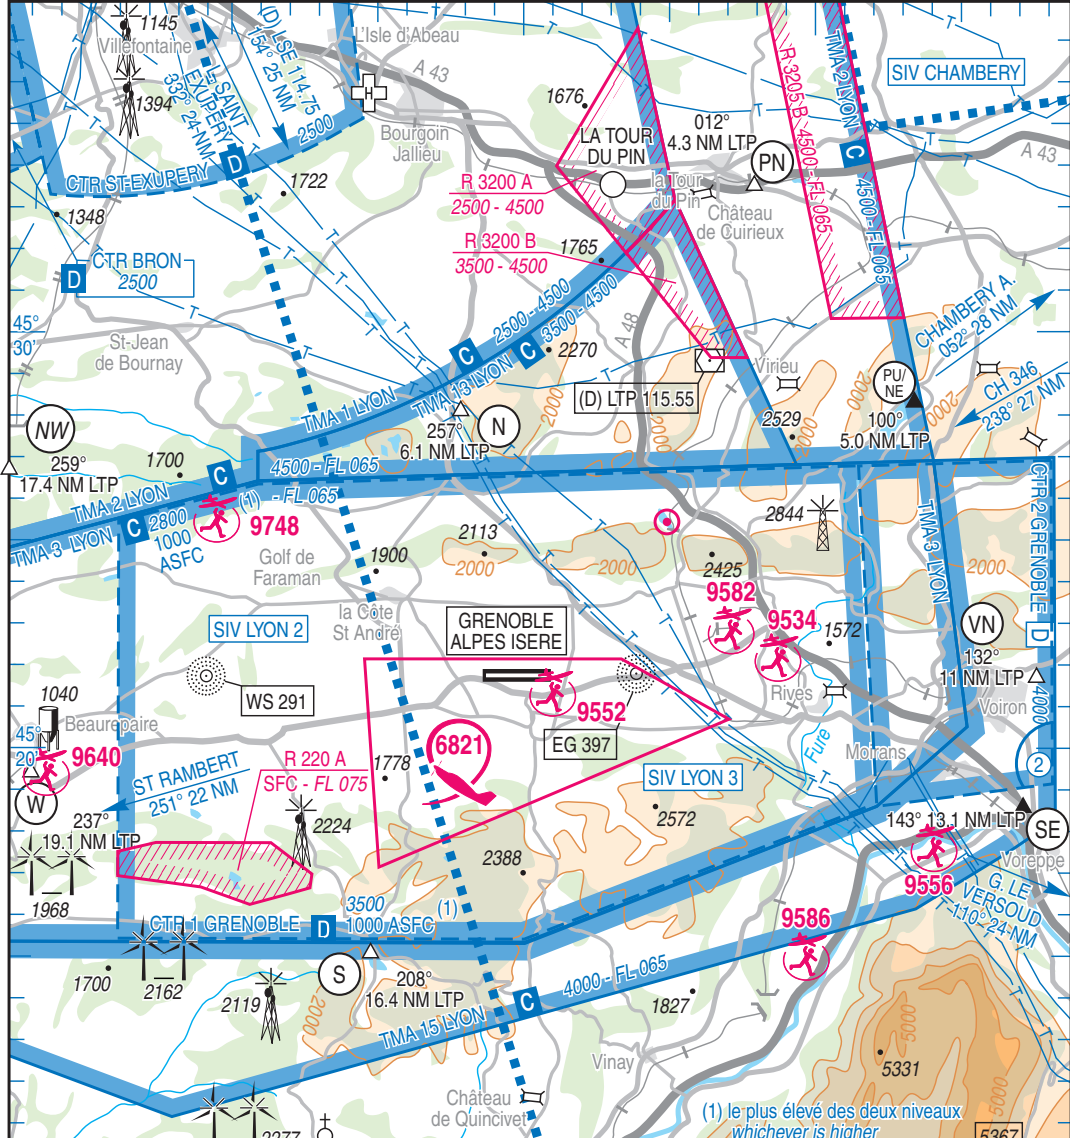 1145
Villefontaine
1394
(D) LSE 114.75
154° 25 NM
ST-SAINT
EXUPERY
333° 24 NM
L'Isle d'Abeau
A 43
2500
Bourgoin
Jallieu
CTR ST-EXUPERY
D
1722
1348
D
CTR BRON
2500
1676
LA TOUR
DU PIN
012°
4.3 NM LTP
PN
la Tour
du Pin
Château
de Cuirieux
R 3200 A
2500 - 4500
R 3200 B
3500 - 4500
1765
R 3205 B 4500-FL 065
TMA 2 LYON
C
4500 - FL 065
SIV CHAMBERY
A 43
CHAMBERY A.
052° 28 NM
CH 346
238° 27 NM
45°
30'
St-Jean
de Bournay
2500-4500
C
C
3500 - 4500
2270
TMA 1 LYON
TMA 13 LYON
A 48
Virieu
(D) LTP 115.55
2000
2000
2529
2000
2000
2000
PU/
NE
100°
5.0 NM LTP
NW
259°
17.4 NM LTP
1700
257°
6.1 NM LTP
N
TMA 2 LYON
C
4500 - FL 065
(1)
- FL 065
TMA 3 LYON
C
2800
1000
ASFC
9748
Golf de
Faraman
1900
2113
2000
2000
2425
2844
2000
TMA 3 LYON
CTR 2 GRENOBLE
D
4000
9582
9534
1572
la Côte
St André
GRENOBLE
ALPES ISERE
SIV LYON 2
WS 291
VN
132°
11 NM LTP
Voiron
Rives
9552
EG 397
1040
Beaurepaire
45°
20'
9640
W
237°
19.1 NM LTP
ST RAMBERT
251° 22 NM
R 220 A
SFC - FL 075
1778
6821
SIV LYON 3
Fure
Moirans
2
2224
2572
143° 13.1 NM LTP
SE
Voreppe
2388
1968
9556
G. LE
VERSOUD
110° 24 NM
3500
1000 ASFC
(1)
CTR 1 GRENOBLE
D
9586
1700
2162
S
208°
16.4 NM LTP
2119
2000
C
4000 - FL 065
TMA 15 LYON
1827
5000
5331
5000
Vinay
Château
de Quincivet
2277
(1) le plus élevé des deux niveaux
whichever is higher
5367